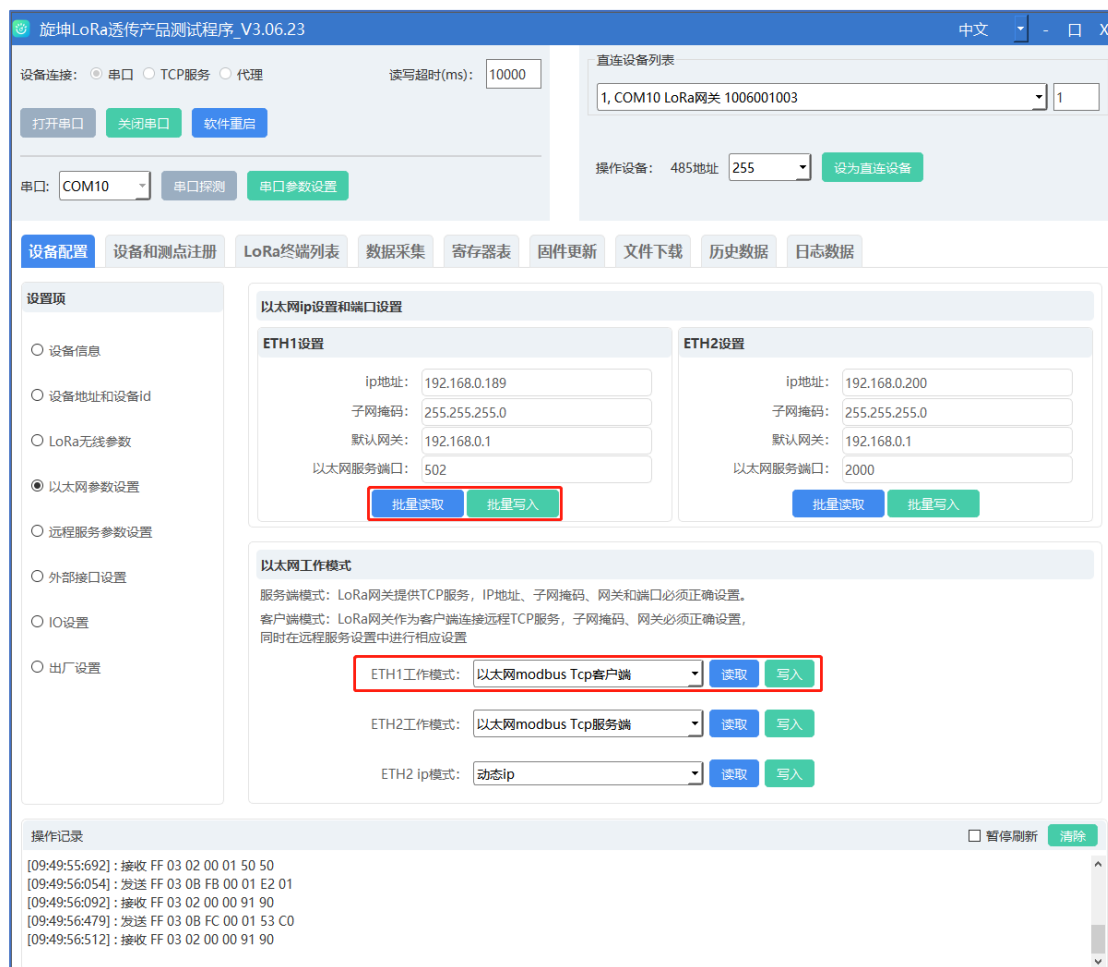 旋坤LoRa透传产品测试程序_V3.06.23 中文 - 口 X
设备连接: 串口 TCP服务 代理 读写超时(ms): 10000
打开串口 关闭串口 软件重启
串口: COM10 串口探测 串口参数设置
直连设备列表
1, COM10 LoRa网关 1006001003 1
操作设备: 485地址 255 设为直连设备
设备配置 设备和测点注册 LoRa终端列表 数据采集 寄存器表 固件更新 文件下载 历史数据 日志数据
设置项
设备信息
设备地址和设备id
LoRa无线参数
以太网参数设置
远程服务参数设置
外部接口设置
IO设置
出厂设置
以太网ip设置和端口设置
ETH1设置
ip地址: 192.168.0.189
子网掩码: 255.255.255.0
默认网关: 192.168.0.1
以太网服务端口: 502
批量读取 批量写入
ETH2设置
ip地址: 192.168.0.200
子网掩码: 255.255.255.0
默认网关: 192.168.0.1
以太网服务端口: 2000
批量读取 批量写入
以太网工作模式
服务端模式: LoRa网关提供TCP服务, IP地址、子网掩码、网关和端口必须正确设置。
客户端模式: LoRa网关作为客户端连接远程TCP服务, 子网掩码、网关必须正确设置,
同时在远程服务设置中进行相应设置
ETH1工作模式: 以太网modbus Tcp客户端 读取 写入
ETH2工作模式: 以太网modbus Tcp服务端 读取 写入
ETH2 ip模式: 动态ip 读取 写入
操作记录 暂停刷新 清除
[09:49:55:692] : 接收 FF 03 02 00 01 50 50
[09:49:56:054] : 发送 FF 03 0B FB 00 01 E2 01
[09:49:56:092] : 接收 FF 03 02 00 00 91 90
[09:49:56:479] : 发送 FF 03 0B FC 00 01 53 C0
[09:49:56:512] : 接收 FF 03 02 00 00 91 90